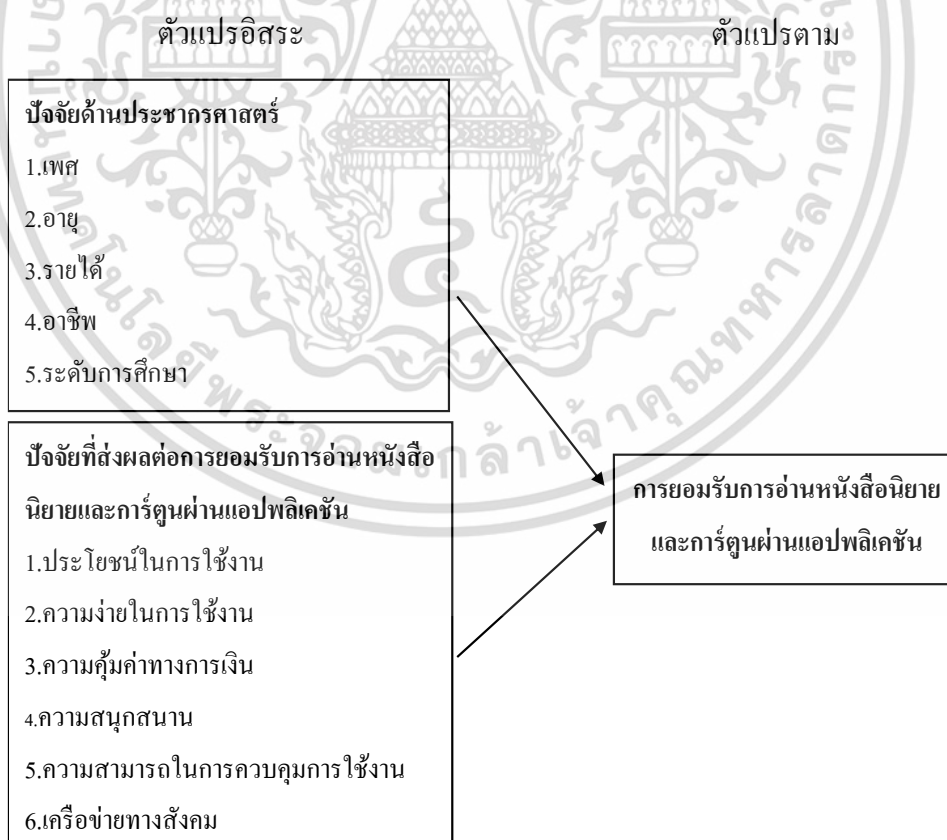 ตัวแปรอิสระ
ตัวแปรตาม
ปัจจัยด้านประชากรศาสตร์
1.เพศ
2.อายุ
3.รายได้
4.อาชีพ
5.ระดับการศึกษา
ปัจจัยที่ส่งผลต่อการยอมรับการอ่านหนังสือ
นิยายและการ์ตูนผ่านแอปพลิเคชัน
1.ประโยชน์ในการใช้งาน
2.ความง่ายในการใช้งาน
3.ความคุ้มค่าทางการเงิน
4.ความสนุกสนาน
5.ความสามารถในการควบคุมการใช้งาน
6.เครือข่ายทางสังคม
การยอมรับการอ่านหนังสือนิยาย
และการ์ตูนผ่านแอปพลิเคชัน